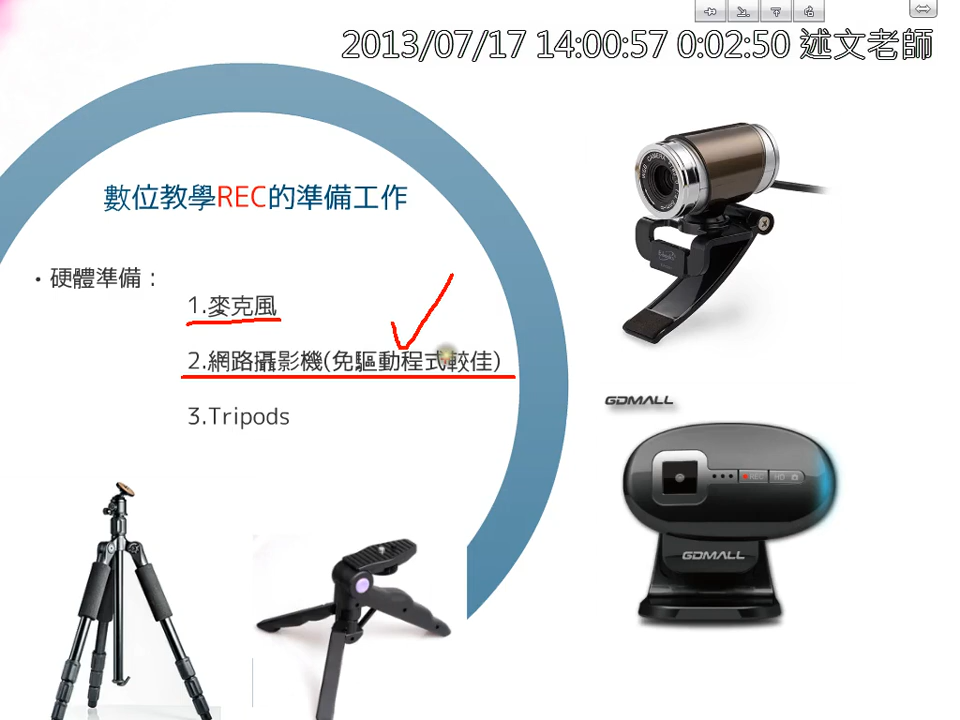 2013/07/17 14:00:57 0:02:50 述文老師
數位教學REC的準備工作
・硬體準備：
1.麥克風
2.網路攝影機(免驅動程式較佳)
3.Tripods
GDMALL
REC HD
GDMALL